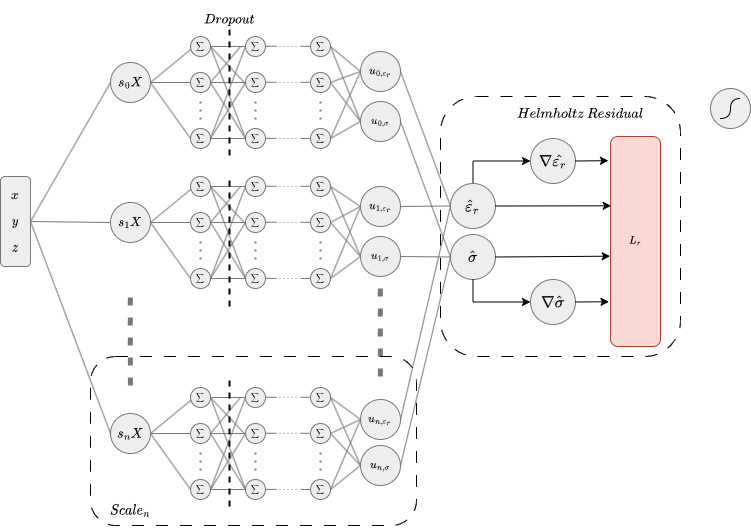 Dropout
x
y
z
s₀X
Σ Σ Σ
Σ Σ Σ
Σ Σ Σ
u₀,εᵣ
u₀,σ
s₁X
Σ Σ Σ
Σ Σ Σ
Σ Σ Σ
u₁,εᵣ
u₁,σ
sₙX
Σ Σ Σ
Σ Σ Σ
Σ Σ Σ
uₙ,εᵣ
uₙ,σ
Scaleₙ
Helmholtz Residual
∇ε̂ᵣ
ε̂ᵣ
σ̂
∇σ̂
Lᵣ